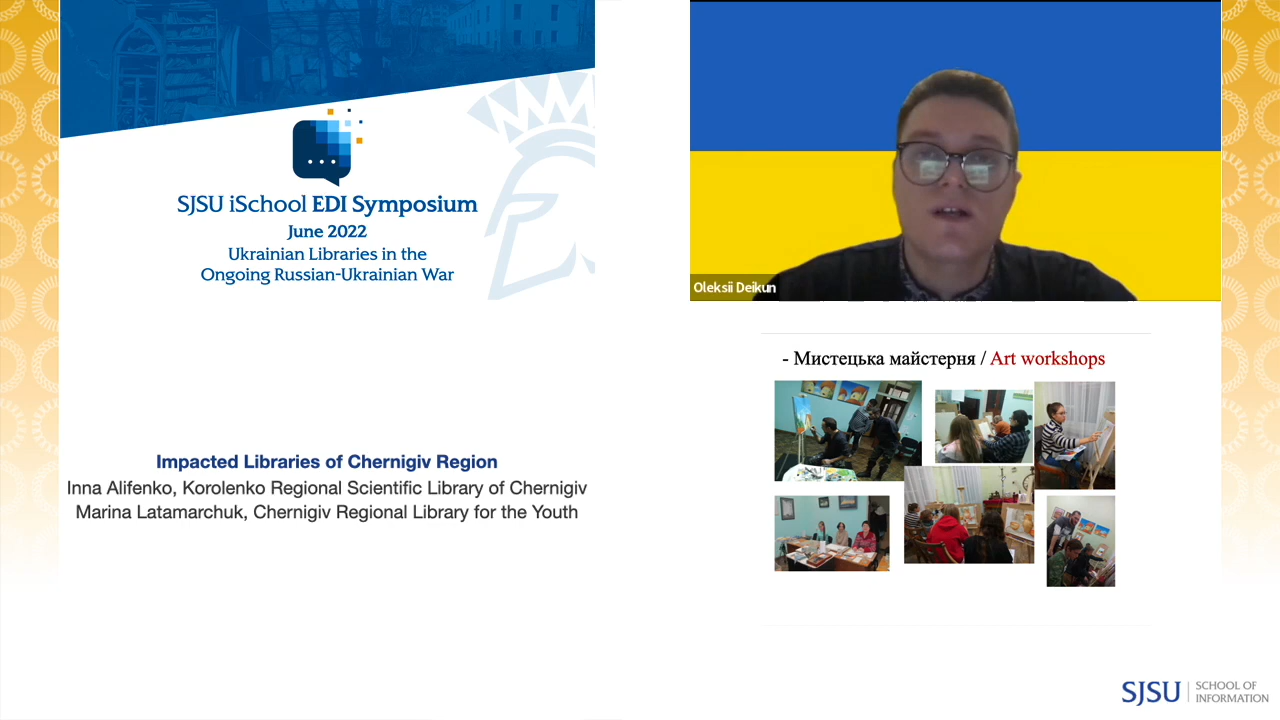 SJSU iSchool EDI Symposium
June 2022
Ukrainian Libraries in the
Ongoing Russian-Ukrainian War
Impacted Libraries of Chernigiv Region
Inna Alifenko, Korolenko Regional Scientific Library of Chernigiv
Marina Latamarchuk, Chernigiv Regional Library for the Youth
Oleksii Deikun
- Мистецька майстерня / Art workshops
SJSU | SCHOOL OF
INFORMATION